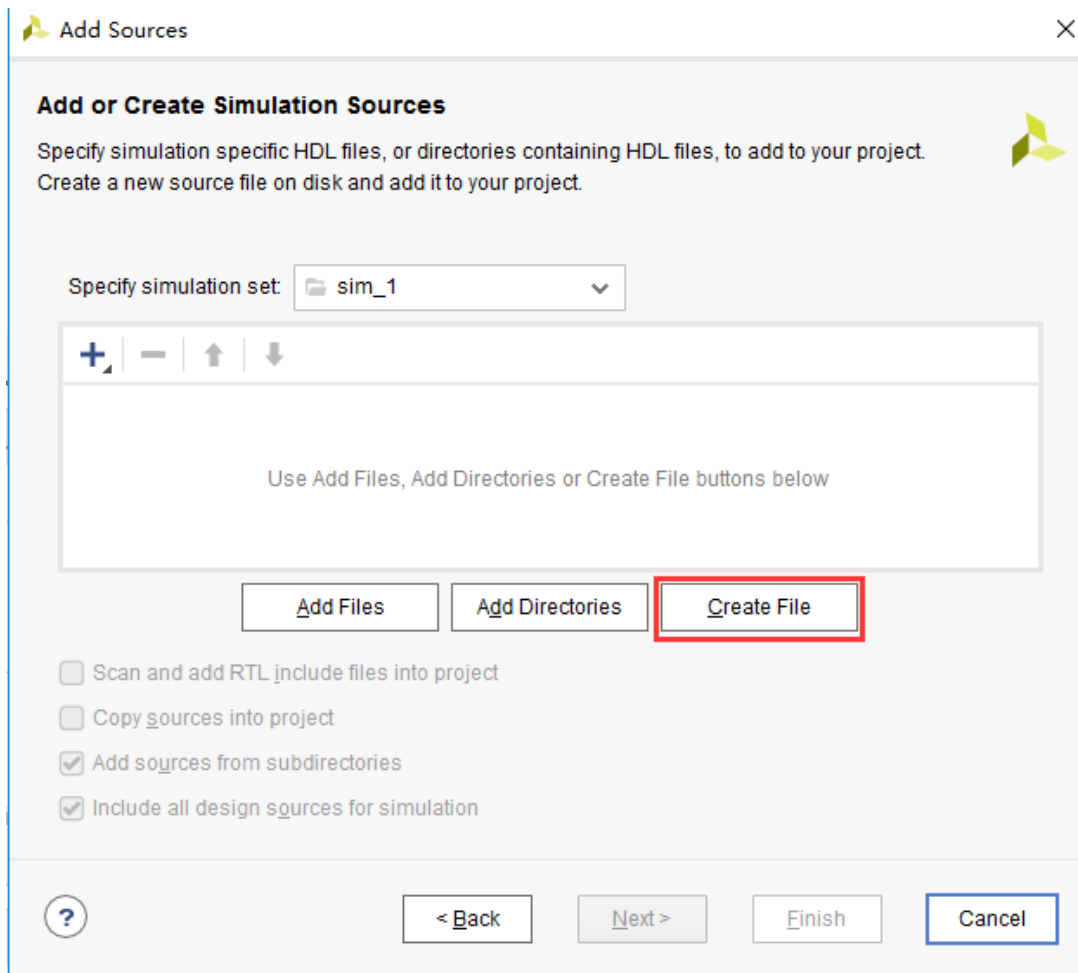 Add Sources
Add or Create Simulation Sources
Specify simulation specific HDL files, or directories containing HDL files, to add to your project.
Create a new source file on disk and add it to your project.
Specify simulation set: sim_1
Use Add Files, Add Directories or Create File buttons below
Add Files Add Directories Create File
Scan and add RTL include files into project
Copy sources into project
Add sources from subdirectories
Include all design sources for simulation
? < Back Next > Finish Cancel